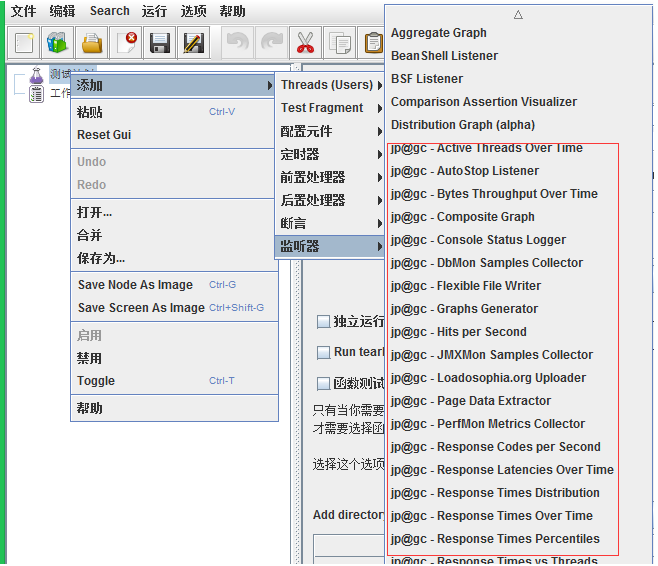 文件 编辑 Search 运行 选项 帮助
测试
工作
添加
粘贴 Ctrl-V
Reset Gui
Undo
Redo
打开...
合并
保存为...
Save Node As Image Ctrl-G
Save Screen As Image Ctrl+Shift-G
启用
禁用
Toggle Ctrl-T
帮助
Threads (Users)
Test Fragment
配置元件
定时器
前置处理器
后置处理器
断言
监听器
独立运行
Run tear
函数测试
只有当你需要
才需要选择函
选择这个选项
Add director
Aggregate Graph
BeanShell Listener
BSF Listener
Comparison Assertion Visualizer
Distribution Graph (alpha)
jp@gc - Active Threads Over Time
jp@gc - AutoStop Listener
jp@gc - Bytes Throughput Over Time
jp@gc - Composite Graph
jp@gc - Console Status Logger
jp@gc - DbMon Samples Collector
jp@gc - Flexible File Writer
jp@gc - Graphs Generator
jp@gc - Hits per Second
jp@gc - JMXMon Samples Collector
jp@gc - Loadosophia.org Uploader
jp@gc - Page Data Extractor
jp@gc - PerfMon Metrics Collector
jp@gc - Response Codes per Second
jp@gc - Response Latencies Over Time
jp@gc - Response Times Distribution
jp@gc - Response Times Over Time
jp@gc - Response Times Percentiles
jp@gc - Response Times vs Threads